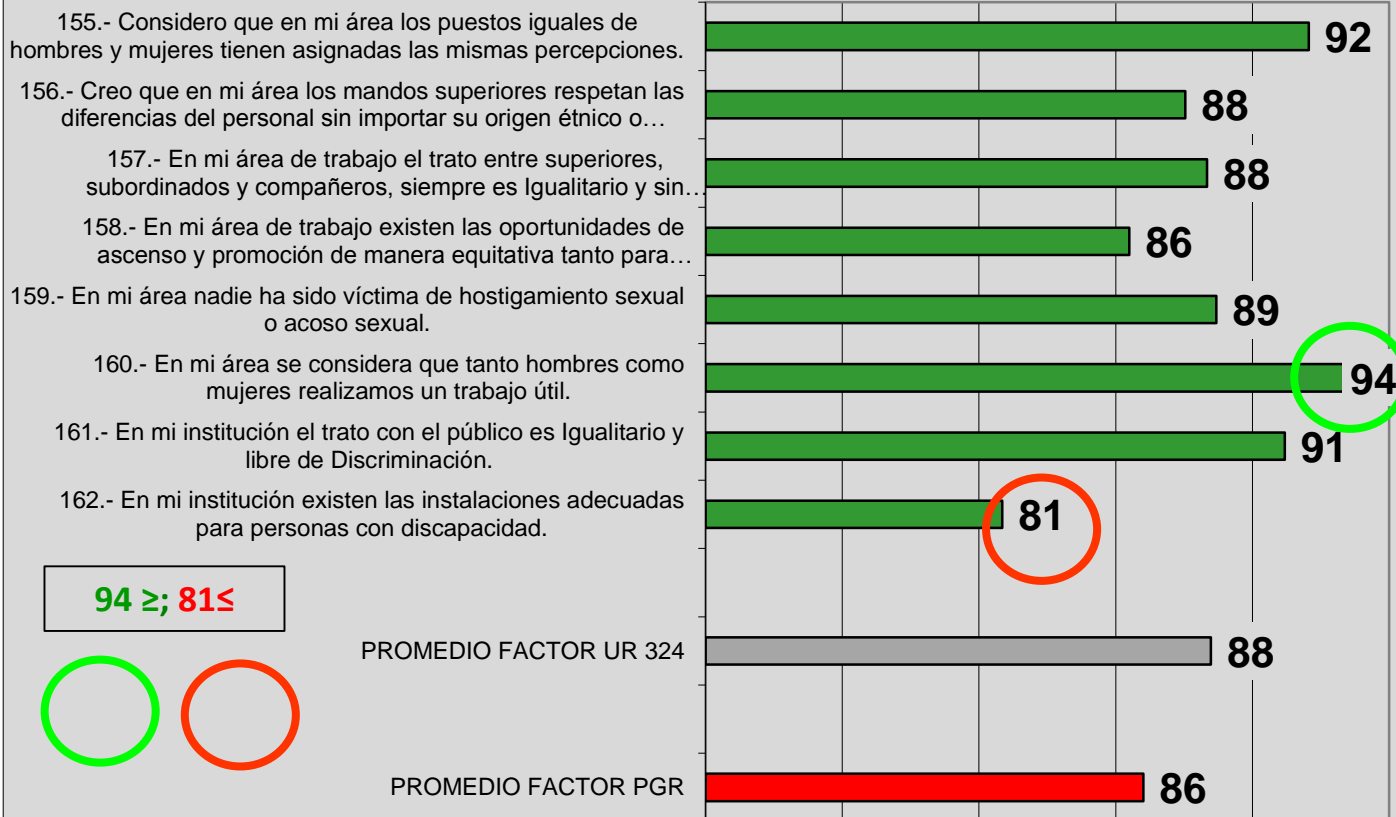 155.- Considero que en mi área los puestos iguales de
hombres y mujeres tienen asignadas las mismas percepciones.
92
156.- Creo que en mi área los mandos superiores respetan las
diferencias del personal sin importar su origen étnico o…
88
157.- En mi área de trabajo el trato entre superiores,
subordinados y compañeros, siempre es Igualitario y sin…
88
158.- En mi área de trabajo existen las oportunidades de
ascenso y promoción de manera equitativa tanto para…
86
159.- En mi área nadie ha sido víctima de hostigamiento sexual
o acoso sexual.
89
160.- En mi área se considera que tanto hombres como
mujeres realizamos un trabajo útil.
94
161.- En mi institución el trato con el público es Igualitario y
libre de Discriminación.
91
162.- En mi institución existen las instalaciones adecuadas
para personas con discapacidad.
81
94 ≥; 81≤
PROMEDIO FACTOR UR 324
88
PROMEDIO FACTOR PGR
86